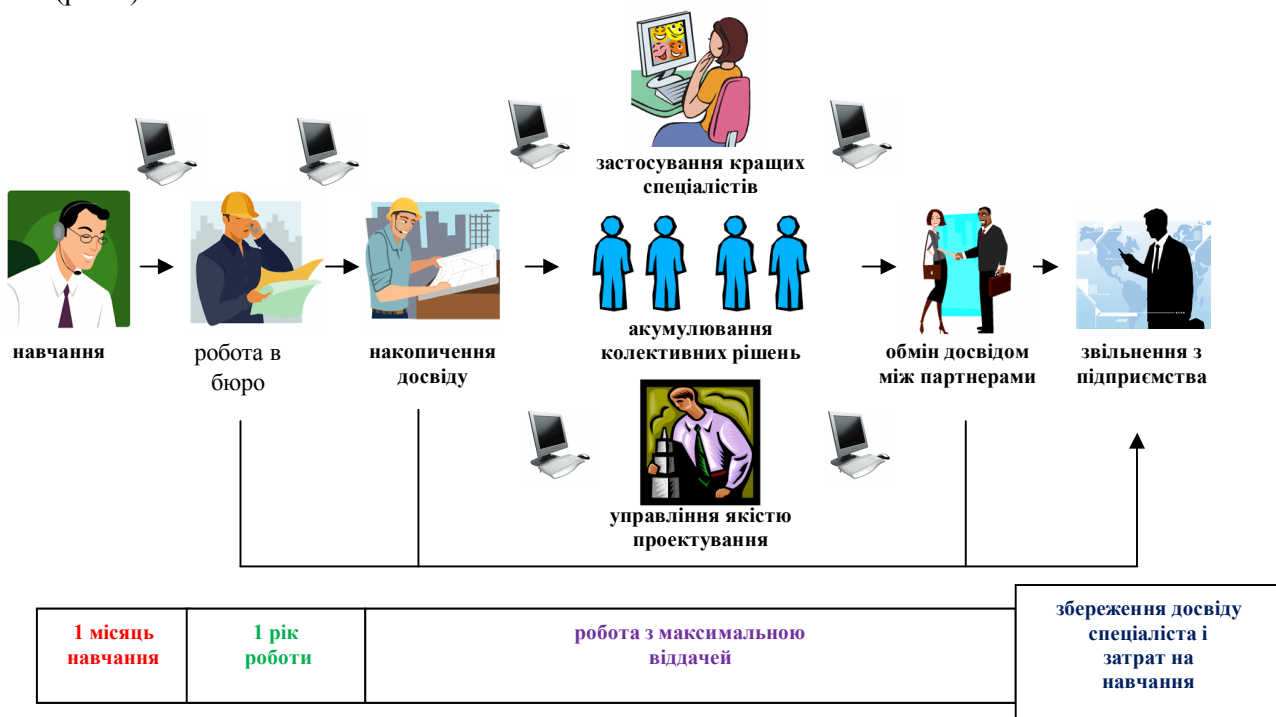 застосування кращих
спеціалістів
навчання
робота в
бюро
накопичення
досвіду
акумулювання
колективних рішень
обмін досвідом
між партнерами
звільнення з
підприємства
управління якістю
проектування
1 місяць
навчання
1 рік
роботи
робота з максимальною
віддачей
збереження досвіду
спеціаліста і
затрат на
навчання